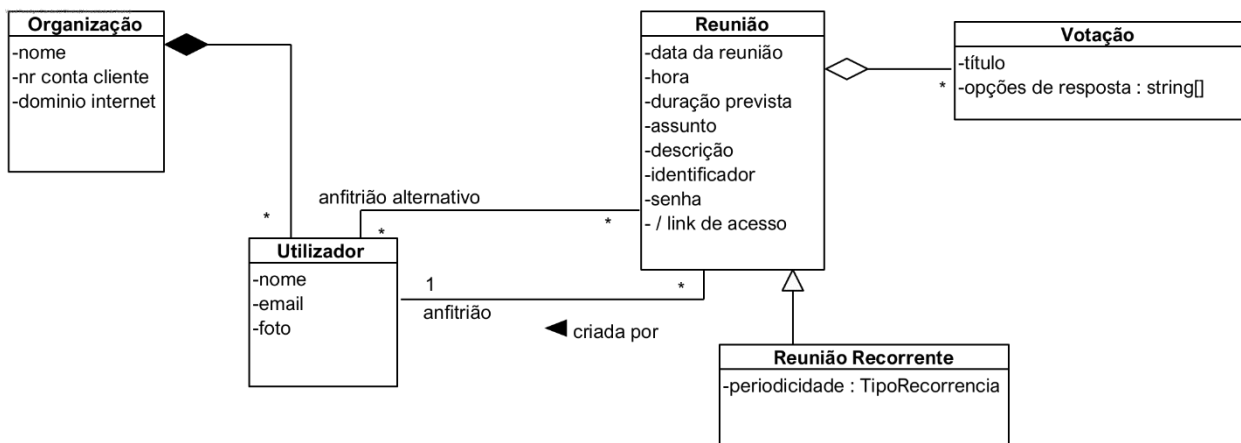 Organização
-nome
-nr conta cliente
-dominio internet
Reunião
-data da reunião
-hora
-duração prevista
-assunto
-descrição
-identificador
-senha
- / link de acesso
Votação
-título
-opções de resposta : string[]
*
anfitrião alternativo
*
*
*
Utilizador
-nome
-email
-foto
1
anfitrião
*
criada por
Reunião Recorrente
-periodicidade : TipoRecorrencia